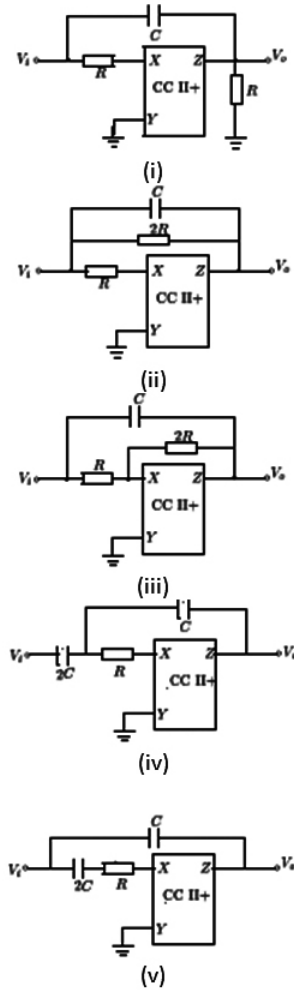 C
Vi R X Z Vo
CC II+ R
Y
(i)
C
2R
Vi R X Z Vo
CC II+
Y
(ii)
C
2R
Vi R X Z Vo
CC II+
Y
(iii)
C
Vi 2C R X Z Vi
CC II+
Y
(iv)
C
Vi 2C R X Z Vo
CC II+
Y
(v)